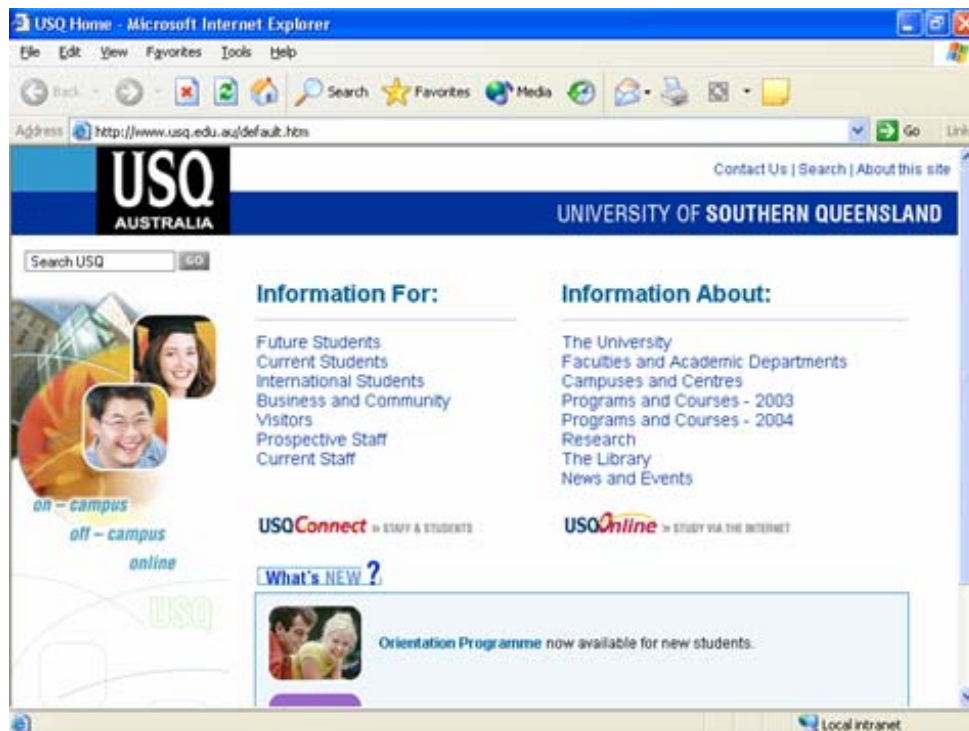 USQ Home - Microsoft Internet Explorer
File Edit View Favorites Tools Help
Back Search Favorites Media
Address http://www.usq.edu.au/default.htm Go Links
USQ
AUSTRALIA
Contact Us | Search | About this site
UNIVERSITY OF SOUTHERN QUEENSLAND
Search USQ GO
Information For:
Future Students
Current Students
International Students
Business and Community
Visitors
Prospective Staff
Current Staff
Information About:
The University
Faculties and Academic Departments
Campuses and Centres
Programs and Courses - 2003
Programs and Courses - 2004
Research
The Library
News and Events
on – campus
off – campus
online
USQ
USQConnect » STAFF & STUDENTS
USQOnline » STUDY VIA THE INTERNET
What's NEW ?
Orientation Programme now available for new students.
Local intranet